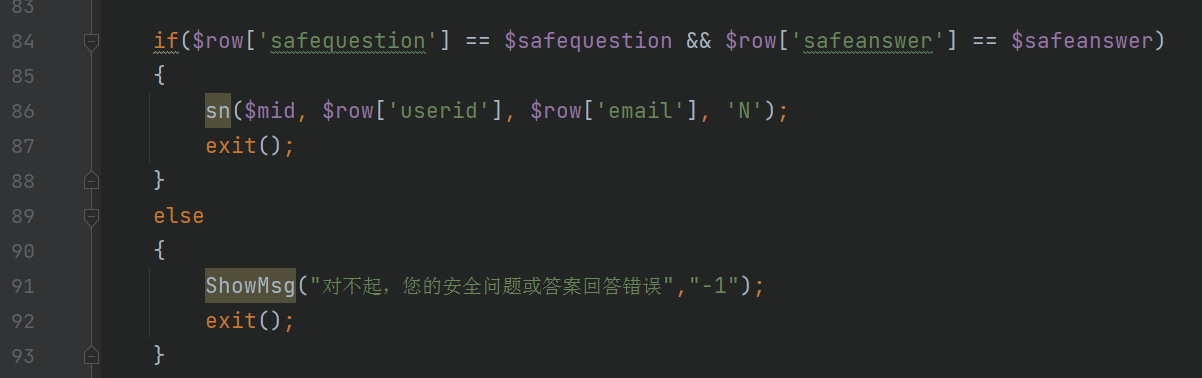 83
84 if($row['safequestion'] == $safequestion && $row['safeanswer'] == $safeanswer)
85 {
86 sn($mid, $row['userid'], $row['email'], 'N');
87 exit();
88 }
89 else
90 {
91 ShowMsg("对不起，您的安全问题或答案回答错误","-1");
92 exit();
93 }